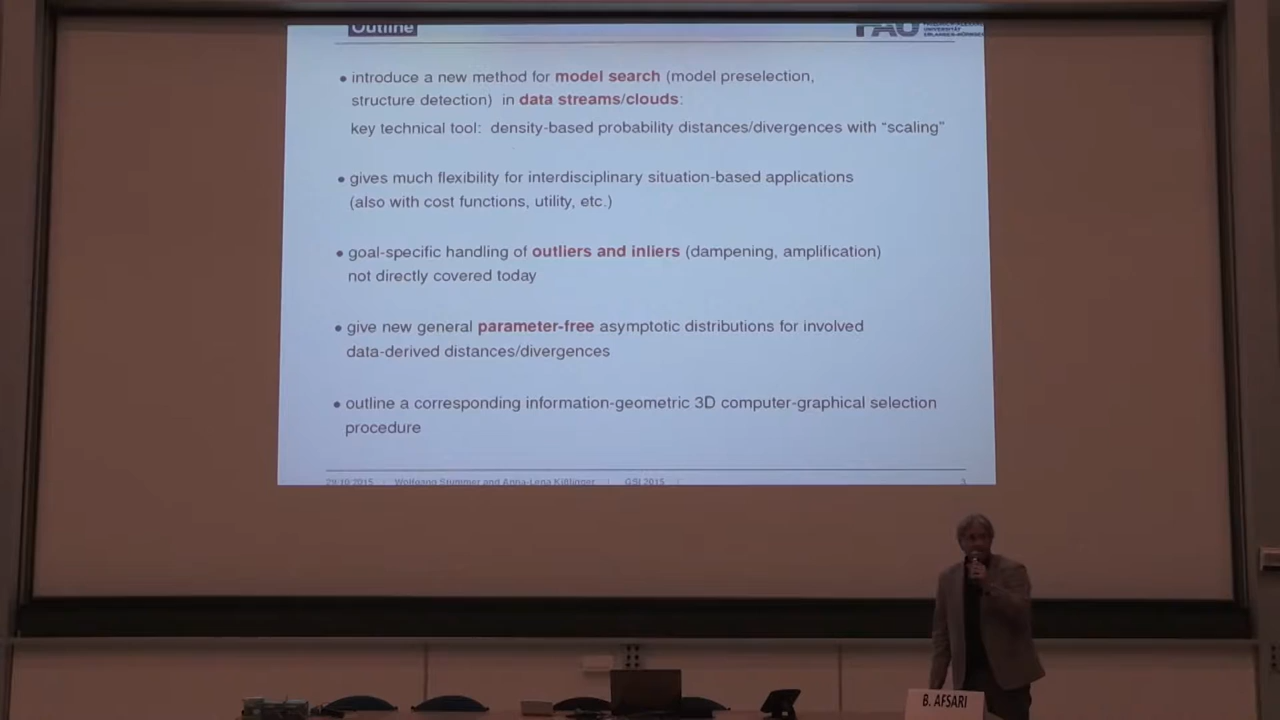 Outline
FAU
• introduce a new method for model search (model preselection,
structure detection) in data streams/clouds:
key technical tool: density-based probability distances/divergences with “scaling”
• gives much flexibility for interdisciplinary situation-based applications
(also with cost functions, utility, etc.)
• goal-specific handling of outliers and inliers (dampening, amplification)
not directly covered today
• give new general parameter-free asymptotic distributions for involved
data-derived distances/divergences
• outline a corresponding information-geometric 3D computer-graphical selection
procedure
29.10.2015 | Wolfgang Stummer and Anna-Lena Kißlinger | GSI 2015 | 3
B. AFSARI